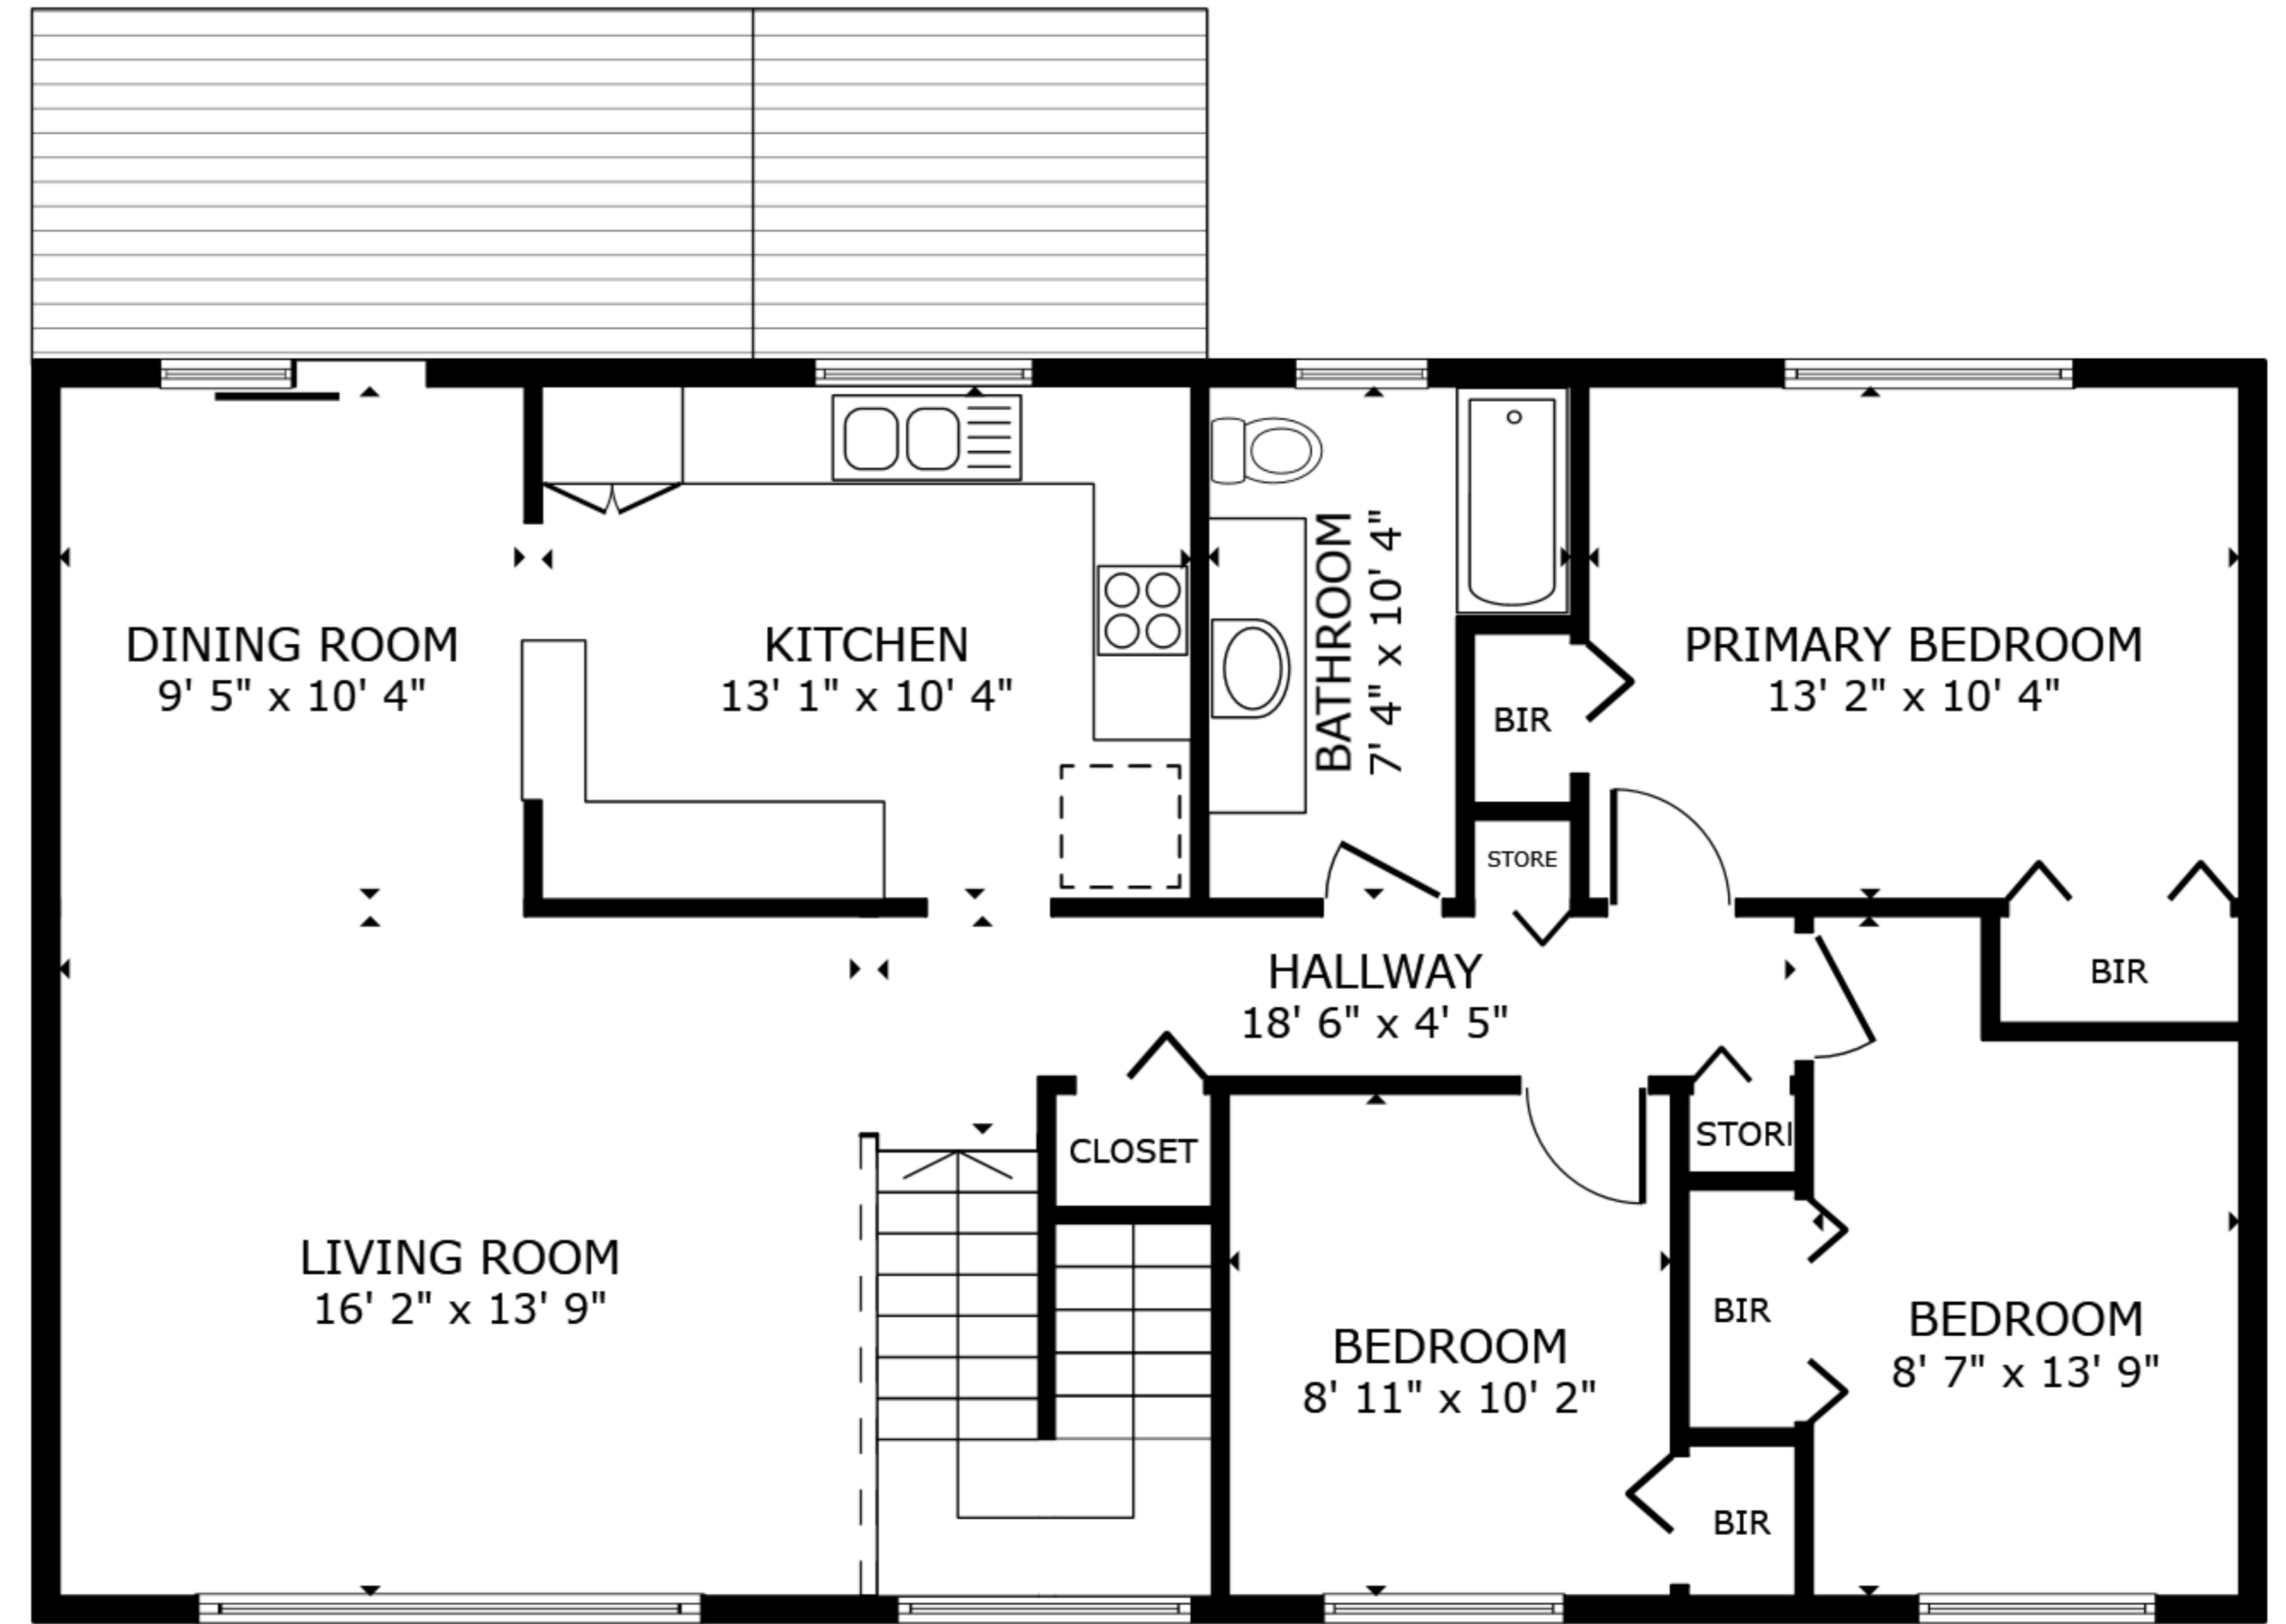 DINING ROOM
9' 5" x 10' 4"
KITCHEN
13' 1" x 10' 4"
BATHROOM
7' 4" x 10' 4"
PRIMARY BEDROOM
13' 2" x 10' 4"
BIR
STORE
HALLWAY
18' 6" x 4' 5"
BIR
CLOSET
STORI
LIVING ROOM
16' 2" x 13' 9"
BEDROOM
8' 11" x 10' 2"
BIR
BEDROOM
8' 7" x 13' 9"
BIR